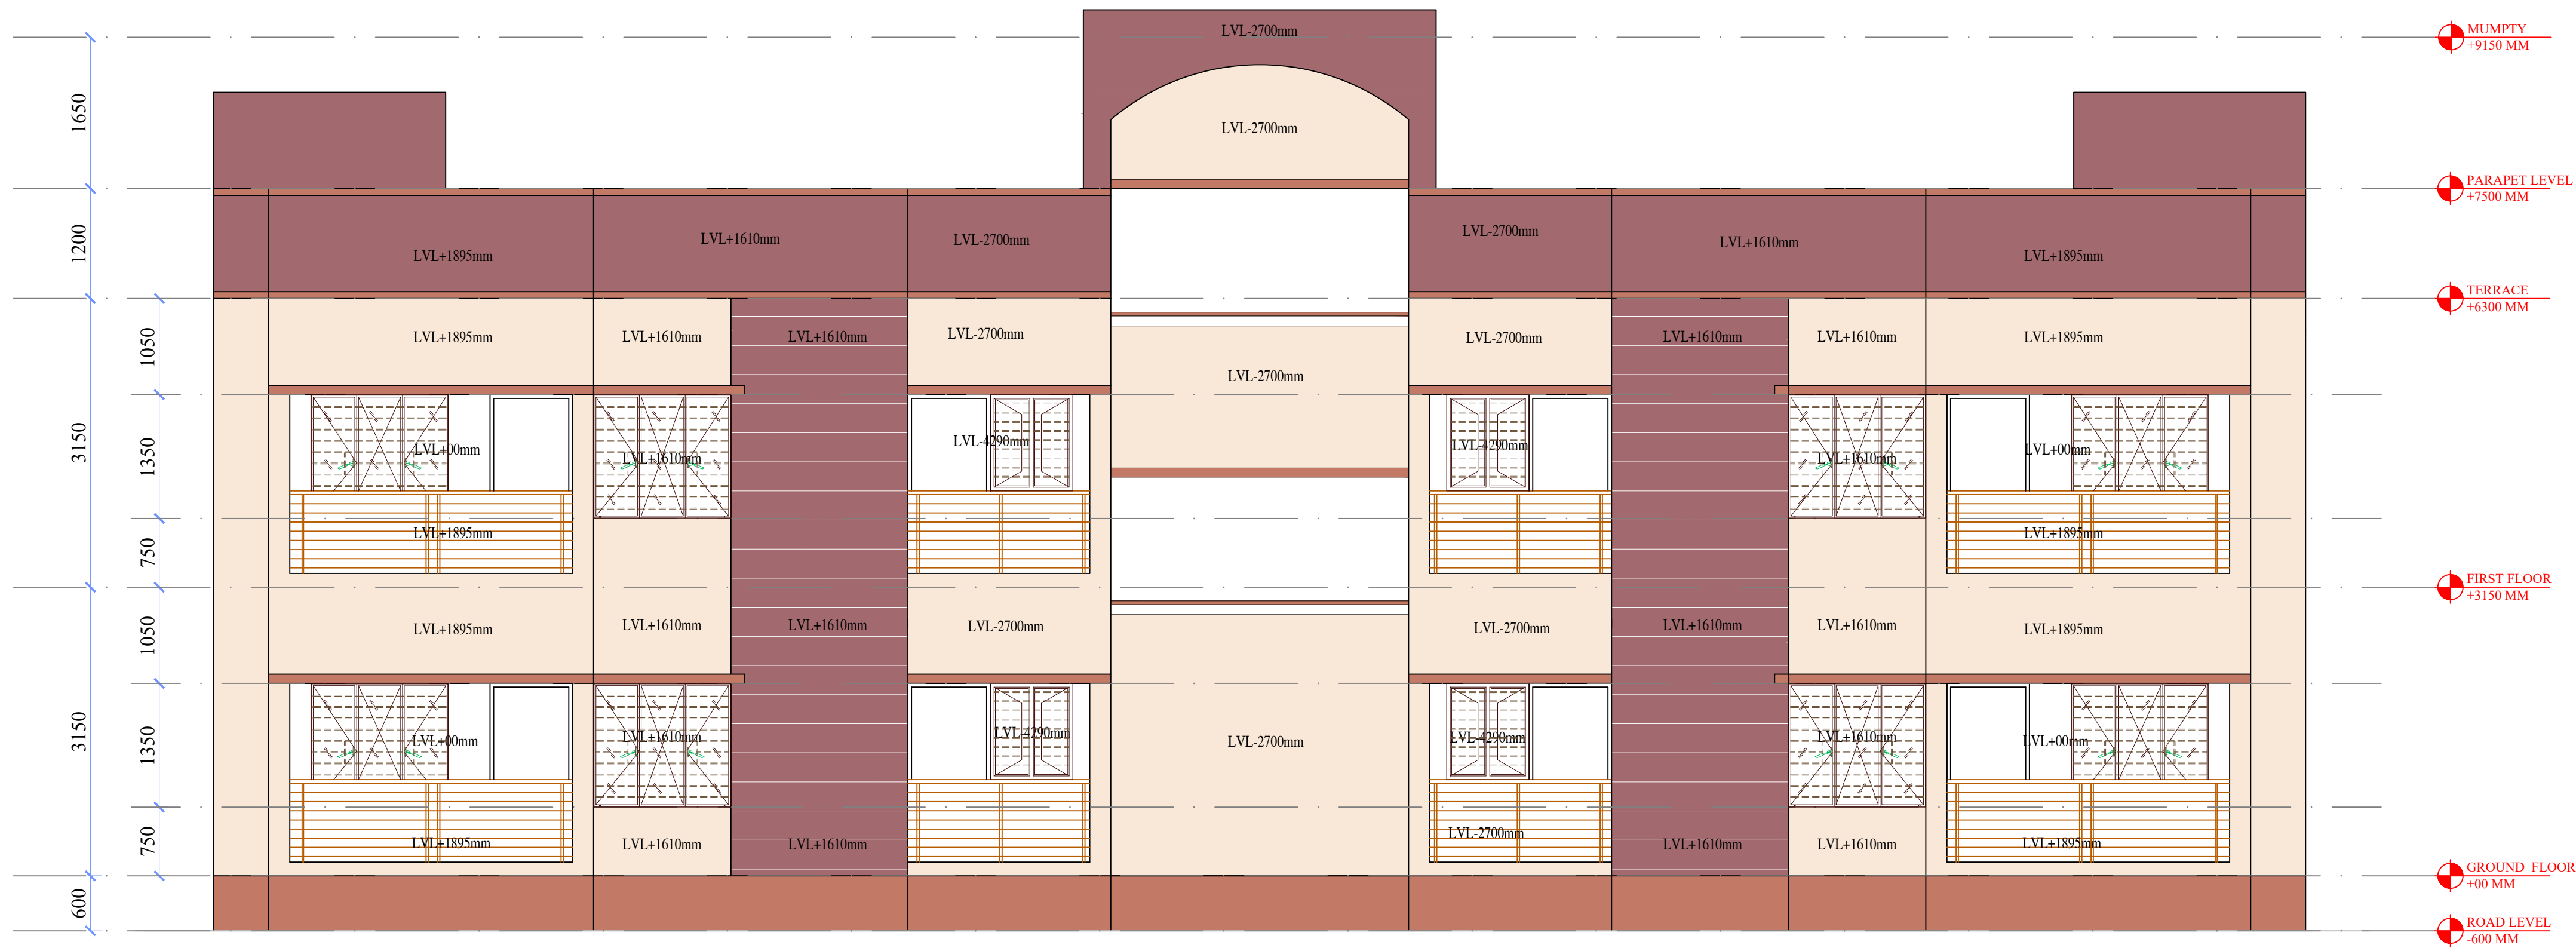 MUMPTY
+9150 MM
LVL-2700mm
1650
LVL-2700mm
PARAPET LEVEL
+7500 MM
1200
LVL+1895mm
LVL+1610mm
LVL-2700mm
LVL-2700mm
LVL+1610mm
LVL+1895mm
TERRACE
+6300 MM
1050
LVL+1895mm
LVL+1610mm
LVL+1610mm
LVL-2700mm
LVL-2700mm
LVL-2700mm
LVL+1610mm
LVL+1610mm
LVL+1895mm
3150
1350
LVL+00mm
LVL+1610mm
LVL-4290mm
LVL-4290mm
LVL+1610mm
LVL+00mm
750
LVL+1895mm
LVL+1895mm
FIRST FLOOR
+3150 MM
1050
LVL+1895mm
LVL+1610mm
LVL+1610mm
LVL-2700mm
LVL-2700mm
LVL+1610mm
LVL+1610mm
LVL+1895mm
3150
1350
LVL+00mm
LVL+1610mm
LVL-4290mm
LVL-2700mm
LVL-4290mm
LVL+1610mm
LVL+00mm
750
LVL+1895mm
LVL+1610mm
LVL+1610mm
LVL-2700mm
LVL+1610mm
LVL+1610mm
LVL+1895mm
GROUND FLOOR
+00 MM
600
ROAD LEVEL
-600 MM